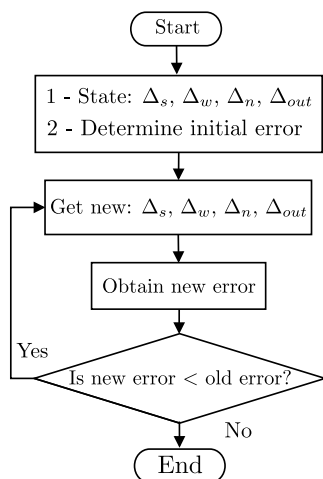 Start
1 - State: Δ_s, Δ_w, Δ_n, Δ_out
2 - Determine initial error
Get new: Δ_s, Δ_w, Δ_n, Δ_out
Obtain new error
Yes
Is new error < old error?
No
End